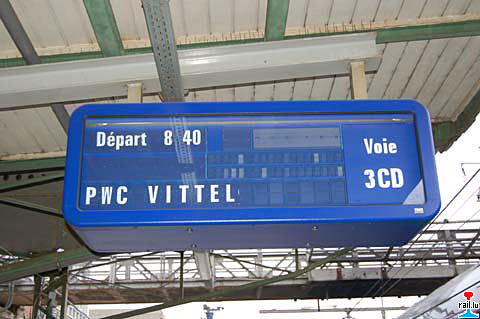 Départ 8 40
Voie
3CD
PWC VITTEL
rail.lu